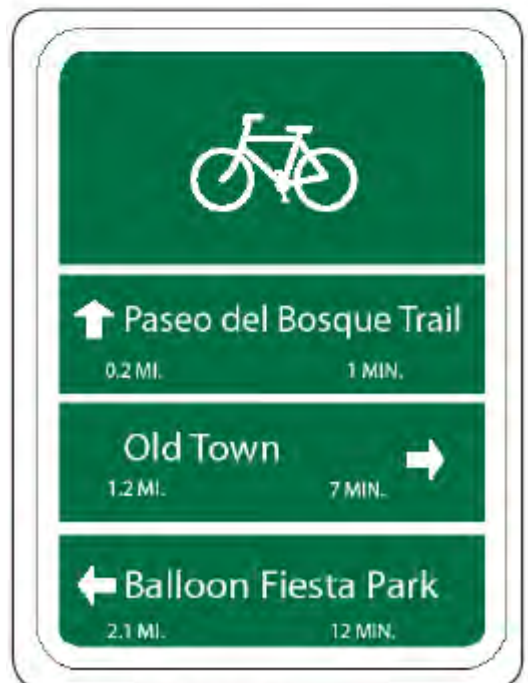 Paseo del Bosque Trail
0.2 MI. 1 MIN.
Old Town
1.2 MI. 7 MIN.
Balloon Fiesta Park
2.1 MI. 12 MIN.